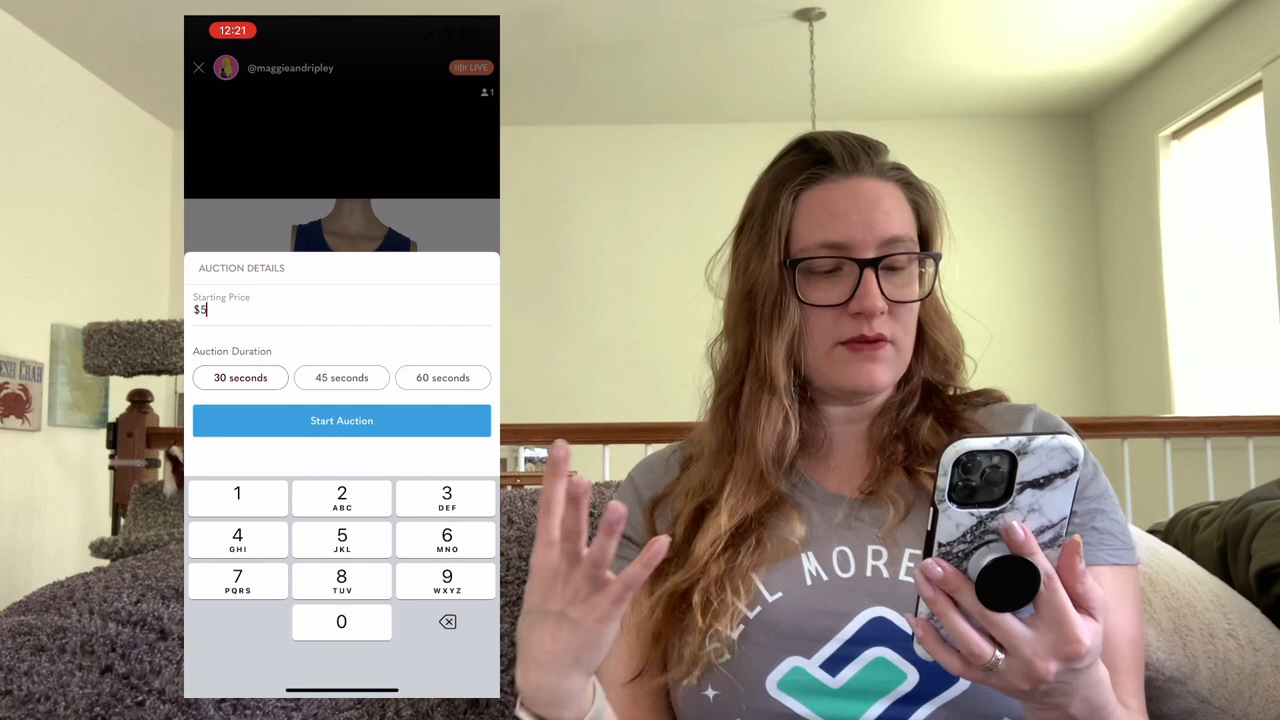 12:21
@maggieandripley
LIVE
1
AUCTION DETAILS
Starting Price
$5
Auction Duration
30 seconds 45 seconds 60 seconds
Start Auction
1 2 3
ABC DEF
4 5 6
GHI JKL MNO
7 8 9
PQRS TUV WXYZ
0
CRAB
SELL MORE